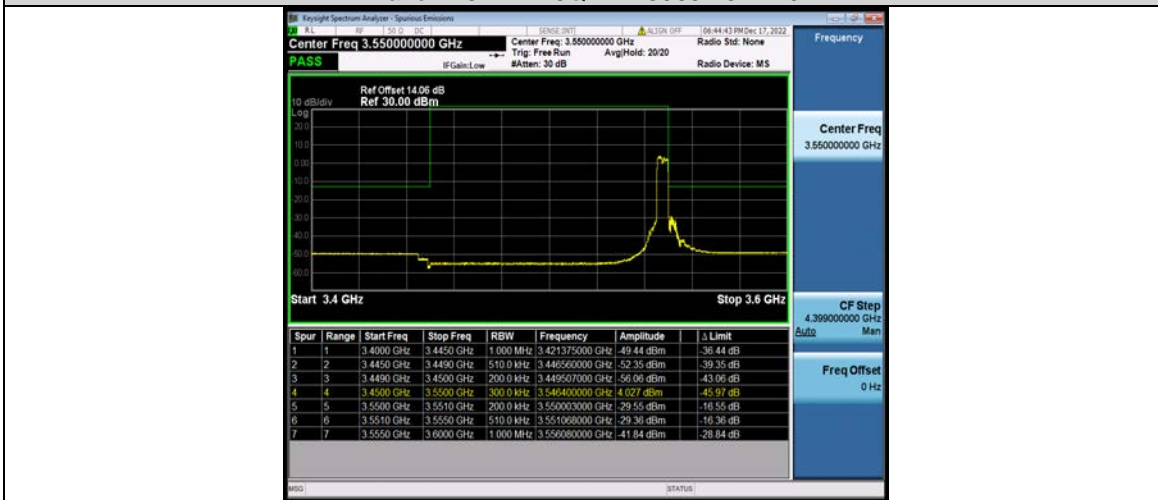 Keysight Spectrum Analyzer - Spurious Emissions
RL RF 50 Ω DC SENSE:INT ALIGN OFF 06:44:43 PM Dec 17, 2022
Center Freq 3.550000000 GHz
Center Freq: 3.550000000 GHz Radio Std: None
Trig: Free Run Avg|Hold: 20/20
PASS IFGain:Low #Atten: 30 dB Radio Device: MS
Ref Offset 14.06 dB
10 dB/div Ref 30.00 dBm
Log
20.0
10.0
0.00
-10.0
-20.0
-30.0
-40.0
-50.0
-60.0
Start 3.4 GHz Stop 3.6 GHz
Spur Range Start Freq Stop Freq RBW Frequency Amplitude Δ Limit
1 1 3.4000 GHz 3.4450 GHz 1.000 MHz 3.421375000 GHz -49.44 dBm -36.44 dB
2 2 3.4450 GHz 3.4490 GHz 510.0 kHz 3.446560000 GHz -52.35 dBm -39.35 dB
3 3 3.4490 GHz 3.4500 GHz 200.0 kHz 3.449507000 GHz -56.06 dBm -43.06 dB
4 4 3.4500 GHz 3.5500 GHz 300.0 kHz 3.546400000 GHz 4.027 dBm -45.97 dB
5 5 3.5500 GHz 3.5510 GHz 200.0 kHz 3.550003000 GHz -29.55 dBm -16.55 dB
6 6 3.5510 GHz 3.5550 GHz 510.0 kHz 3.551068000 GHz -29.36 dBm -16.36 dB
7 7 3.5550 GHz 3.6000 GHz 1.000 MHz 3.556080000 GHz -41.84 dBm -28.84 dB
MSG STATUS
Frequency
Center Freq
3.550000000 GHz
CF Step
4.399000000 GHz
Auto Man
Freq Offset
0 Hz